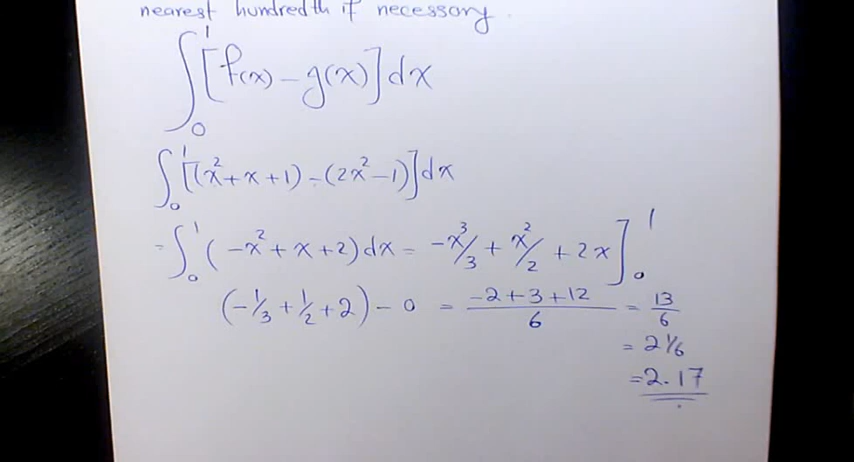 nearest hundredth if necessory.
∫₀¹ [f(x) − g(x)] dx
∫₀¹ [(x² + x + 1) − (2x² − 1)] dx
= ∫₀¹ (−x² + x + 2) dx = −x³/3 + x²/2 + 2x ]₀¹
(−1/3 + 1/2 + 2) − 0 = (−2 + 3 + 12)/6 = 13/6
= 2 1/6
= 2.17